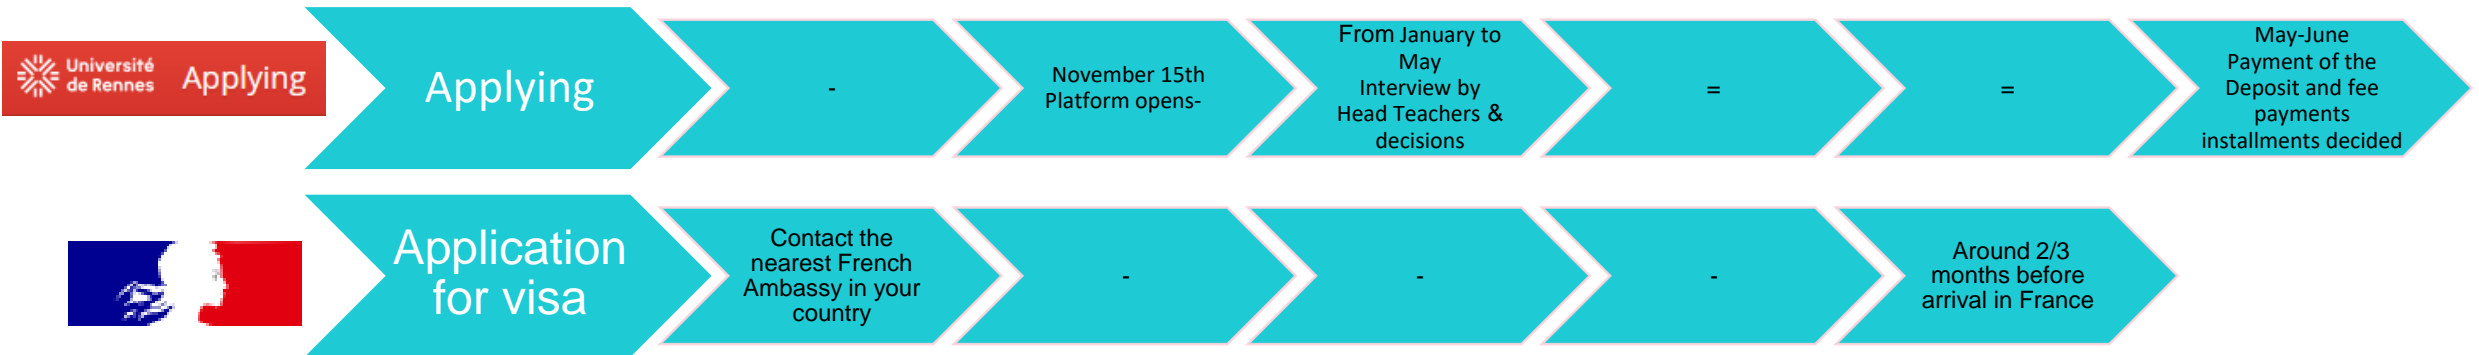 Université
de Rennes
Applying
Applying
-
November 15th
Platform opens-
From January to
May
Interview by
Head Teachers &
decisions
=
=
May-June
Payment of the
Deposit and fee
payments
installments decided
Application
for visa
Contact the
nearest French
Ambassy in your
country
-
-
-
Around 2/3
months before
arrival in France